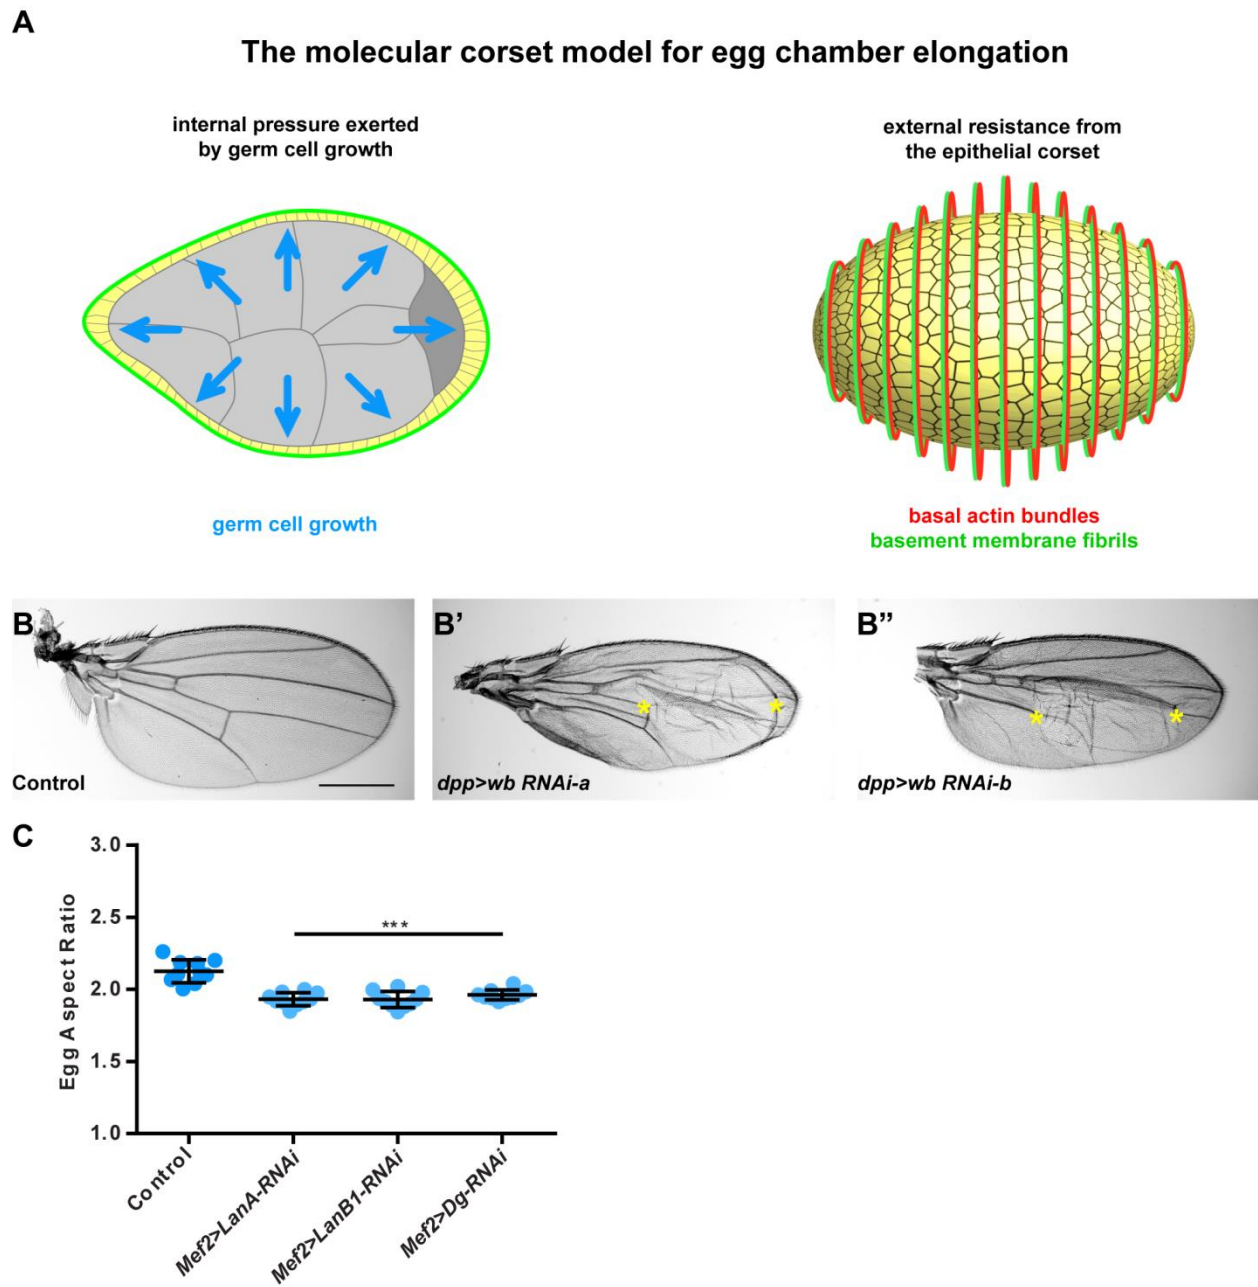 A
The molecular corset model for egg chamber elongation
internal pressure exerted
by germ cell growth
external resistance from
the epithelial corset
germ cell growth
basal actin bundles
basement membrane fibrils
B
Control
B’
*
*
dpp>wb RNAi-a
B”
*
*
dpp>wb RNAi-b
C
Egg Aspect Ratio
3.0
2.5
2.0
1.5
1.0
***
Control
Mef2>LanA-RNAi
Mef2>LanB1-RNAi
Mef2>Dg-RNAi